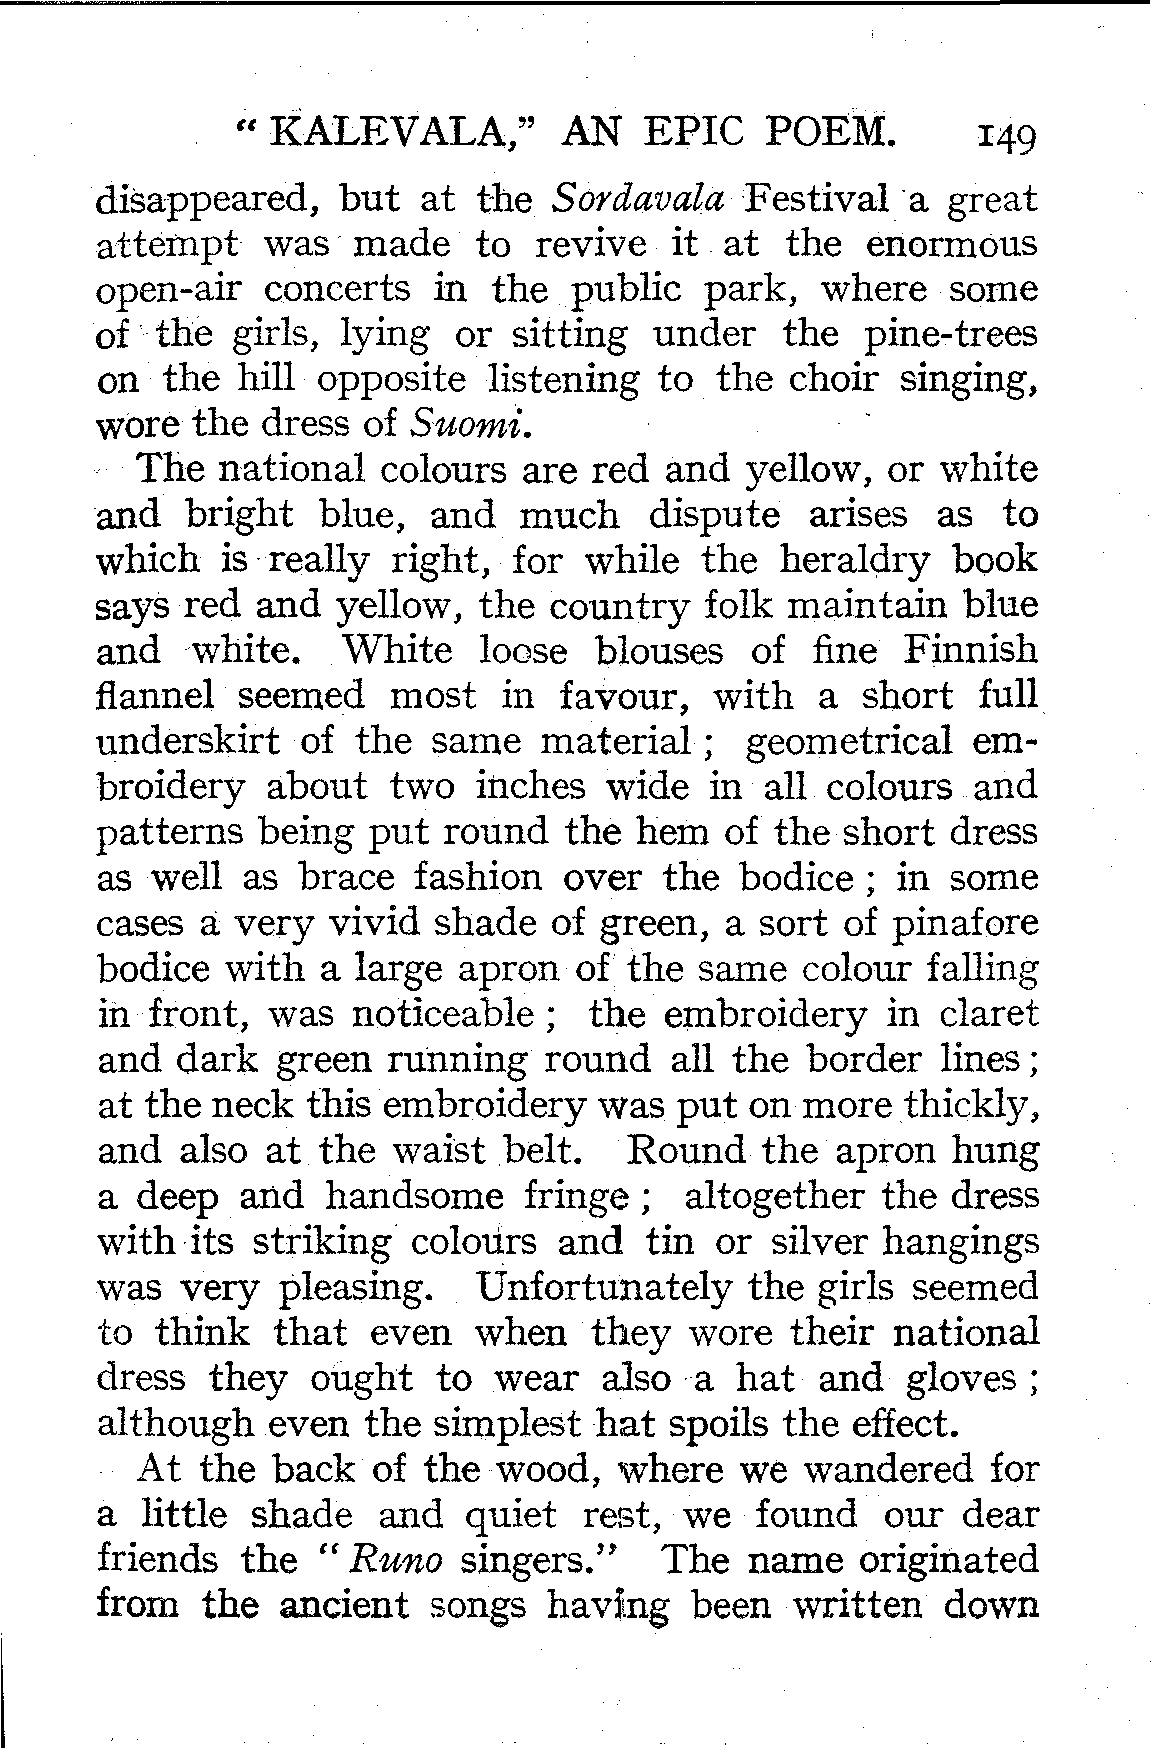 “ KALEVALA,” AN EPIC POEM. 149
disappeared, but at the Sordavala Festival a great
attempt was made to revive it at the enormous
open-air concerts in the public park, where some
of the girls, lying or sitting under the pine-trees
on the hill opposite listening to the choir singing,
wore the dress of Suomi.
The national colours are red and yellow, or white
and bright blue, and much dispute arises as to
which is really right, for while the heraldry book
says red and yellow, the country folk maintain blue
and white. White loose blouses of fine Finnish
flannel seemed most in favour, with a short full
underskirt of the same material ; geometrical em-
broidery about two inches wide in all colours and
patterns being put round the hem of the short dress
as well as brace fashion over the bodice ; in some
cases a very vivid shade of green, a sort of pinafore
bodice with a large apron of the same colour falling
in front, was noticeable ; the embroidery in claret
and dark green running round all the border lines ;
at the neck this embroidery was put on more thickly,
and also at the waist belt. Round the apron hung
a deep and handsome fringe ; altogether the dress
with its striking colours and tin or silver hangings
was very pleasing. Unfortunately the girls seemed
to think that even when they wore their national
dress they ought to wear also a hat and gloves ;
although even the simplest hat spoils the effect.
At the back of the wood, where we wandered for
a little shade and quiet rest, we found our dear
friends the “ Runo singers.” The name originated
from the ancient songs having been written down